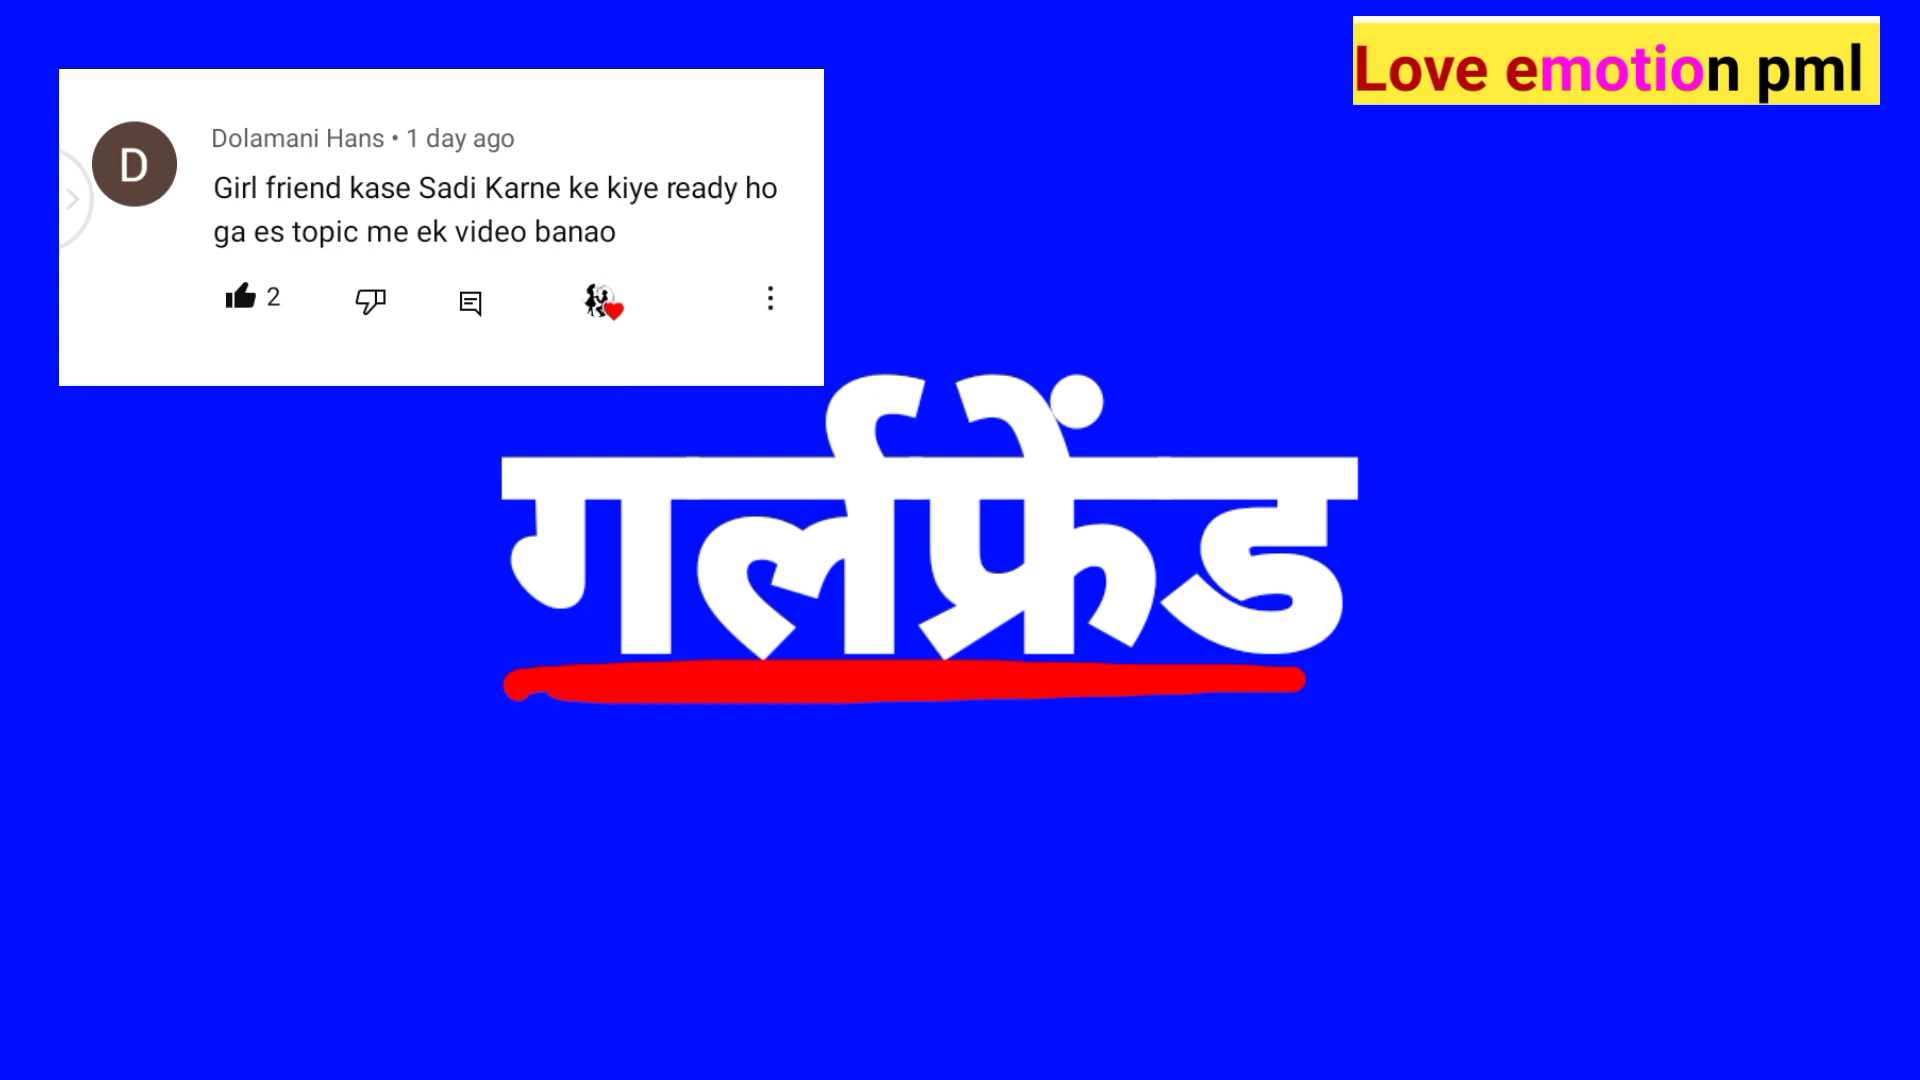 Love emotion pml
D
Dolamani Hans • 1 day ago
Girl friend kase Sadi Karne ke kiye ready ho
ga es topic me ek video banao
2
गर्लफ्रेंड